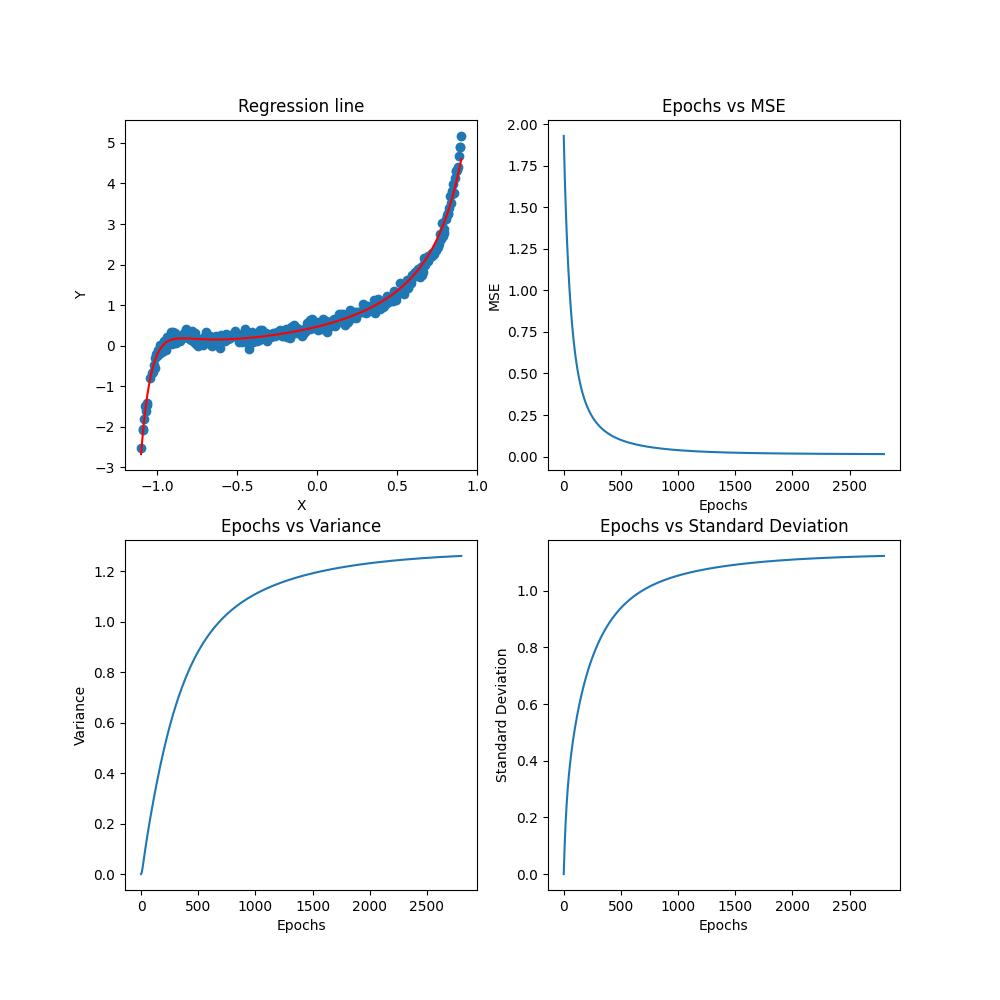 Regression line
Y
5
4
3
2
1
0
−1
−2
−3
−1.0 −0.5 0.0 0.5 1.0
X
Epochs vs MSE
MSE
2.00
1.75
1.50
1.25
1.00
0.75
0.50
0.25
0.00
0 500 1000 1500 2000 2500
Epochs
Epochs vs Variance
Variance
1.2
1.0
0.8
0.6
0.4
0.2
0.0
0 500 1000 1500 2000 2500
Epochs
Epochs vs Standard Deviation
Standard Deviation
1.0
0.8
0.6
0.4
0.2
0.0
0 500 1000 1500 2000 2500
Epochs